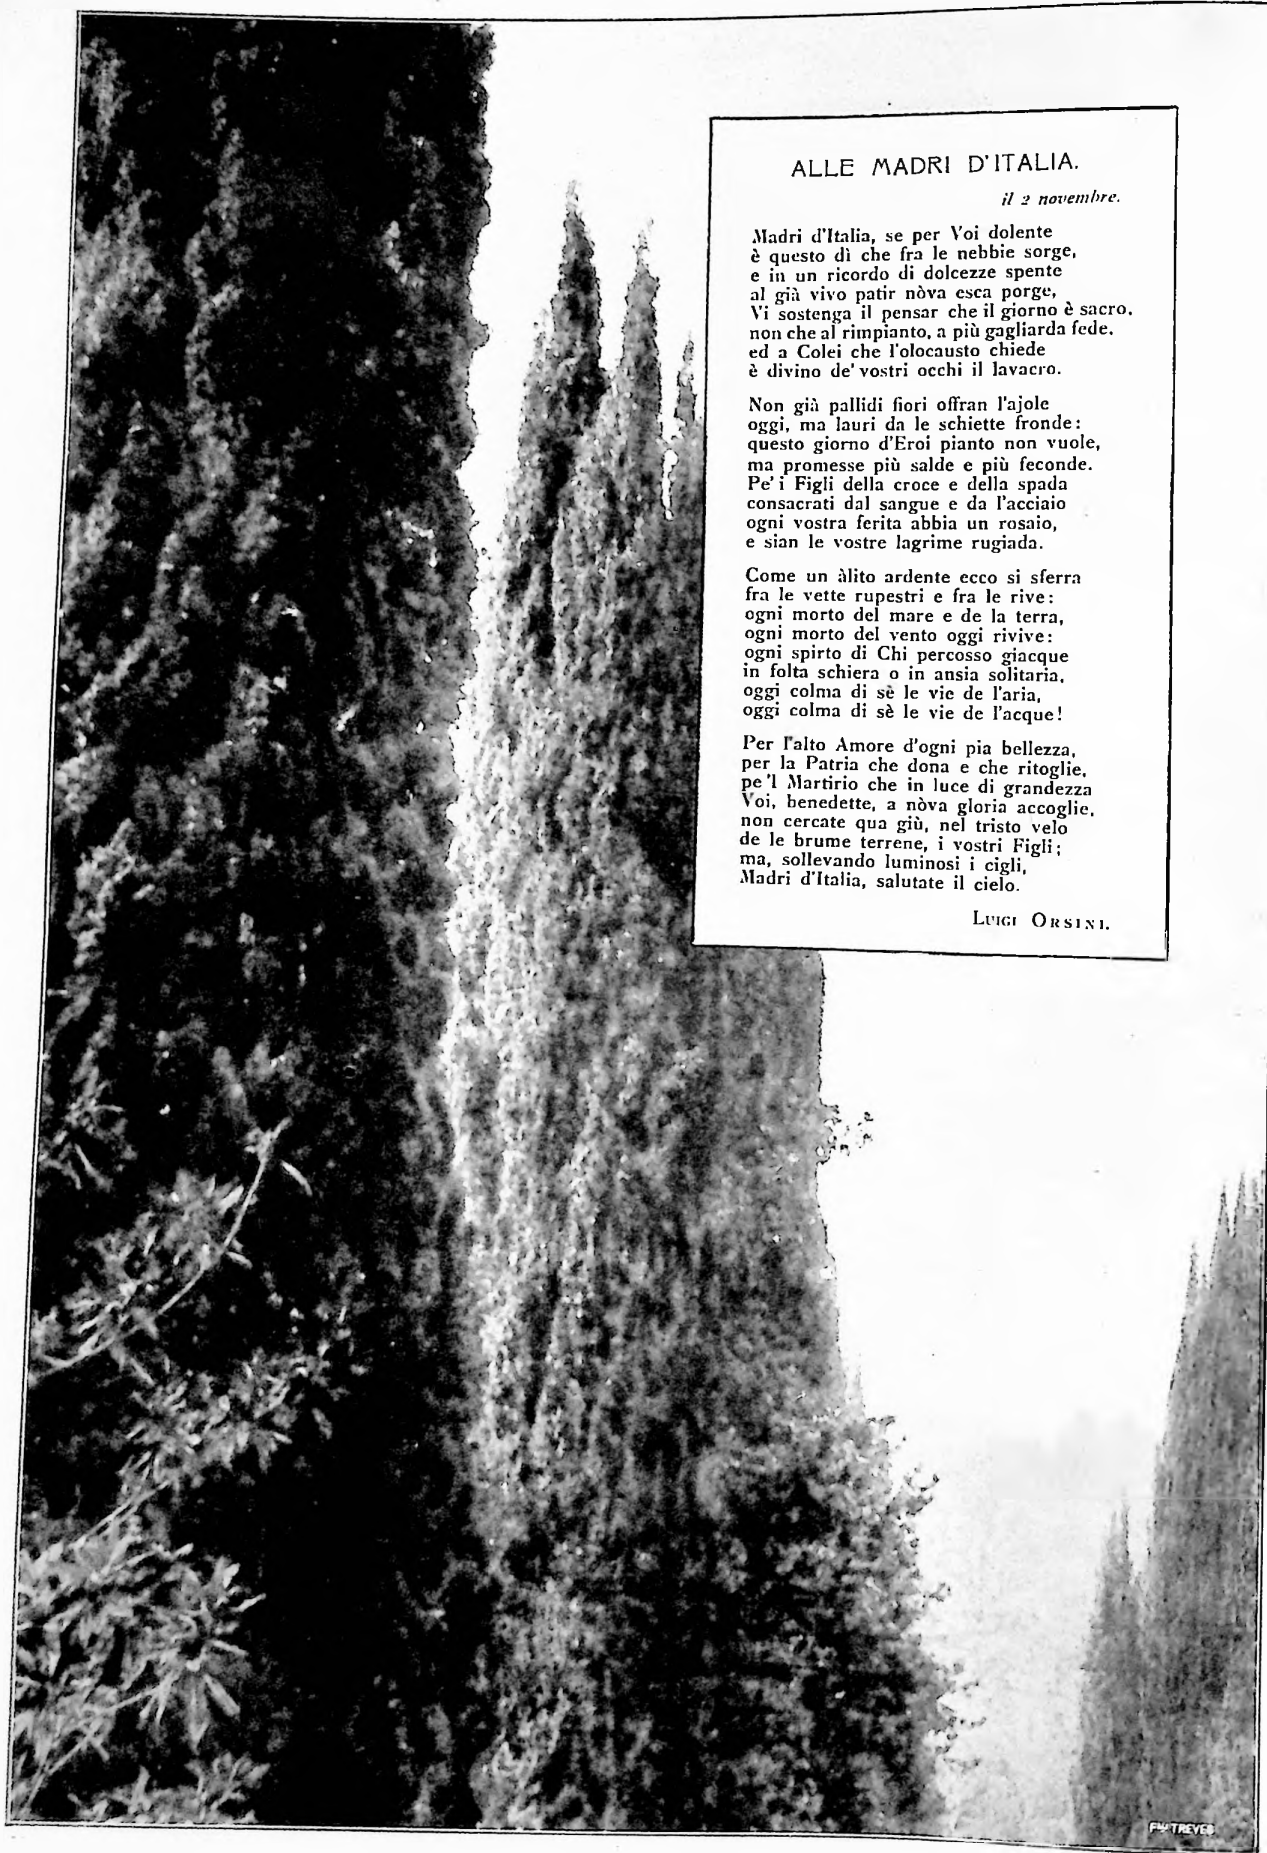 ALLE MADRI D'ITALIA.
il 2 novembre.
Madri d'Italia, se per Voi dolente
è questo dì che fra le nebbie sorge,
e in un ricordo di dolcezze spente
al già vivo patir nòva esca porge,
Vi sostenga il pensar che il giorno è sacro,
non che al rimpianto, a più gagliarda fede,
ed a Colei che l'olocausto chiede
è divino de' vostri occhi il lavacro.
Non già pallidi fiori offran l'ajole
oggi, ma lauri da le schiette fronde:
questo giorno d'Eroi pianto non vuole,
ma promesse più salde e più feconde.
Pe' i Figli della croce e della spada
consacrati dal sangue e da l'acciaio
ogni vostra ferita abbia un rosaio,
e sian le vostre lagrime rugiada.
Come un àlito ardente ecco si sferra
fra le vette rupestri e fra le rive:
ogni morto del mare e de la terra,
ogni morto del vento oggi rivive:
ogni spirto di Chi percosso giacque
in folta schiera o in ansia solitaria,
oggi colma di sè le vie de l'aria,
oggi colma di sè le vie de l'acque!
Per l'alto Amore d'ogni pia bellezza,
per la Patria che dona e che ritoglie,
pe 'l Martirio che in luce di grandezza
Voi, benedette, a nòva gloria accoglie,
non cercate qua giù, nel tristo velo
de le brume terrene, i vostri Figli;
ma, sollevando luminosi i cigli,
Madri d'Italia, salutate il cielo.
LUIGI ORSINI.
F.lli TREVES